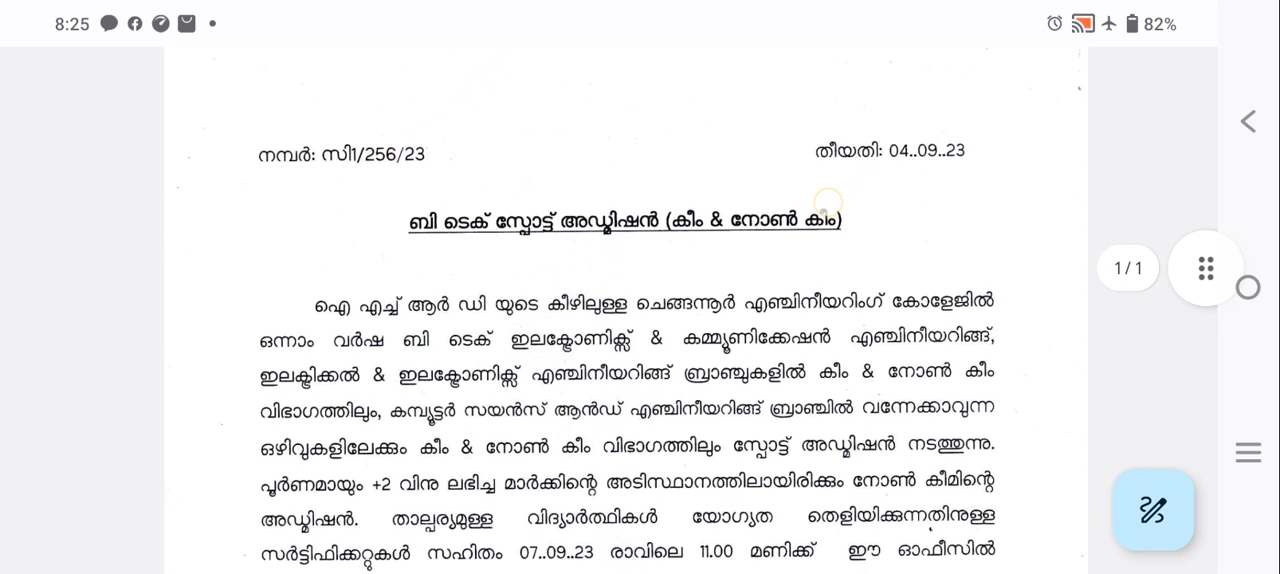 8:25
82%
നമ്പർ: സി1/256/23 തീയതി: 04..09..23
ബി ടെക് സ്പോട്ട് അഡ്മിഷൻ (കീം & നോൺ കീം)
ഐ എച്ച് ആർ ഡി യുടെ കീഴിലുള്ള ചെങ്ങന്നൂർ എഞ്ചിനീയറിംഗ് കോളേജിൽ
ഒന്നാം വർഷ ബി ടെക് ഇലക്ട്രോണിക്സ് & കമ്മ്യൂണിക്കേഷൻ എഞ്ചിനീയറിങ്ങ്,
ഇലക്ട്രിക്കൽ & ഇലക്ട്രോണിക്സ് എഞ്ചിനീയറിങ്ങ് ബ്രാഞ്ചുകളിൽ കീം & നോൺ കീം
വിഭാഗത്തിലും, കമ്പ്യൂട്ടർ സയൻസ് ആൻഡ് എഞ്ചിനീയറിങ്ങ് ബ്രാഞ്ചിൽ വന്നേക്കാവുന്ന
ഒഴിവുകളിലേക്കും കീം & നോൺ കീം വിഭാഗത്തിലും സ്പോട്ട് അഡ്മിഷൻ നടത്തുന്നു.
പൂർണമായും +2 വിനു ലഭിച്ച മാർക്കിന്റെ അടിസ്ഥാനത്തിലായിരിക്കും നോൺ കീമിന്റെ
അഡ്മിഷൻ. താല്പര്യമുള്ള വിദ്യാർത്ഥികൾ യോഗ്യത തെളിയിക്കുന്നതിനുള്ള
സർട്ടിഫിക്കറ്റുകൾ സഹിതം 07..09..23 രാവിലെ 11.00 മണിക്ക് ഈ ഓഫീസിൽ
1/1